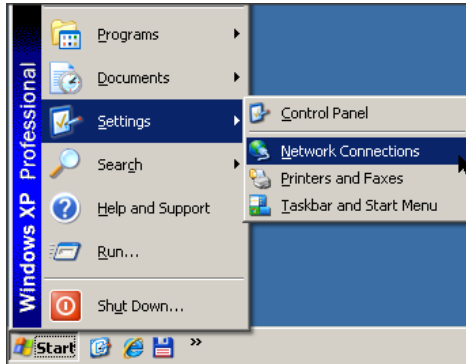 Windows XP Professional
Programs
Documents
Settings
Search
Help and Support
Run...
Shut Down...
Control Panel
Network Connections
Printers and Faxes
Taskbar and Start Menu
Start
»